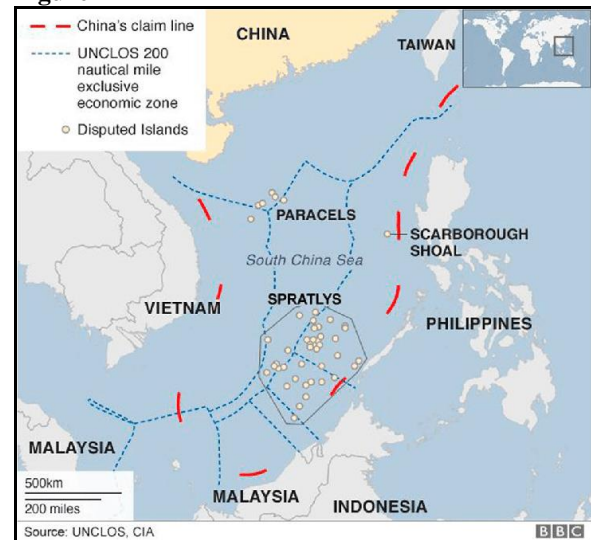 China's claim line
UNCLOS 200
nautical mile
exclusive
economic zone
Disputed Islands
CHINA
TAIWAN
PARACELS
SCARBOROUGH
SHOAL
South China Sea
SPRATLYS
VIETNAM
PHILIPPINES
MALAYSIA
500km
200 miles
MALAYSIA
INDONESIA
Source: UNCLOS, CIA
BBC